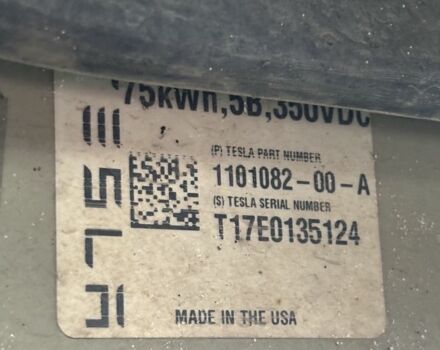 75kWh,5B,350VDC
(P) TESLA PART NUMBER
1101082-00-A
(S) TESLA SERIAL NUMBER
T17E0135124
MADE IN THE USA
TESLA